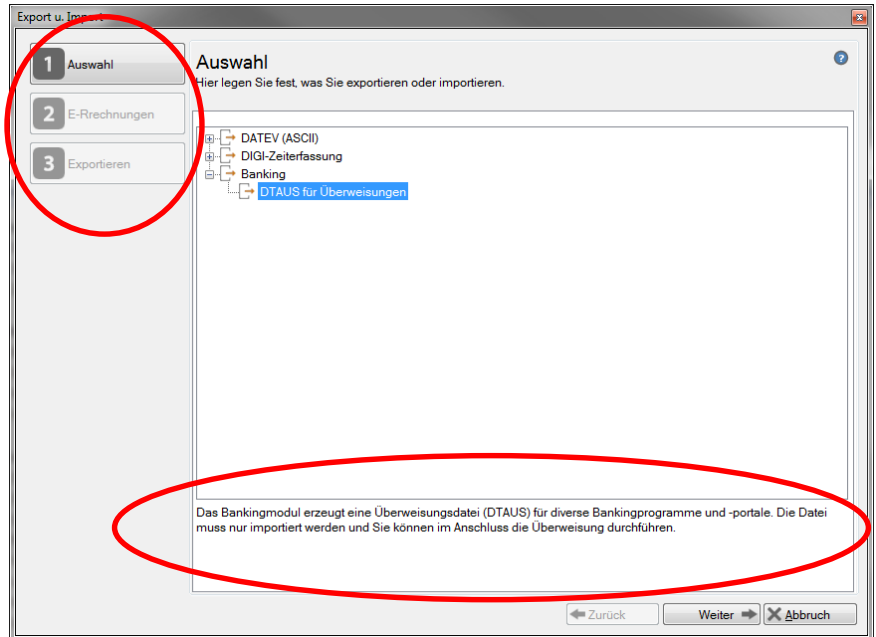 Export u. Import
1 Auswahl
2 E-Rrechnungen
3 Exportieren
Auswahl
Hier legen Sie fest, was Sie exportieren oder importieren.
DATEV (ASCII)
DIGI-Zeiterfassung
Banking
DTAUS für Überweisungen
Das Bankingmodul erzeugt eine Überweisungsdatei (DTAUS) für diverse Bankingprogramme und -portale. Die Datei
muss nur importiert werden und Sie können im Anschluss die Überweisung durchführen.
Zurück Weiter Abbruch